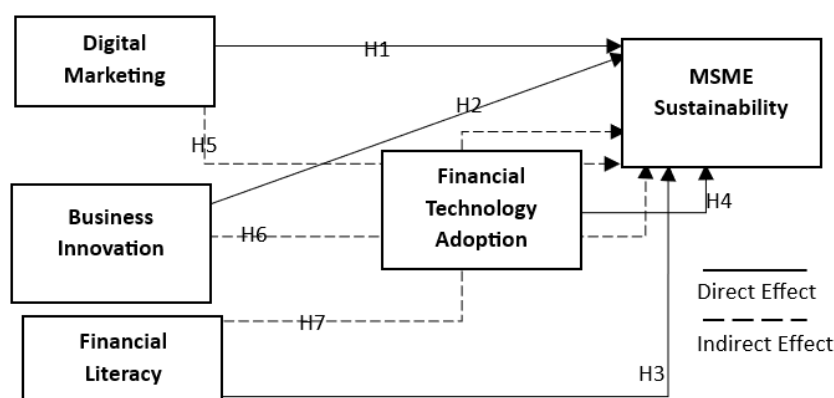 Digital
Marketing
H1
MSME
Sustainability
H2
H5
Financial
Technology
Adoption
Business
Innovation
H6
H4
Direct Effect
H7
Indirect Effect
Financial
Literacy
H3